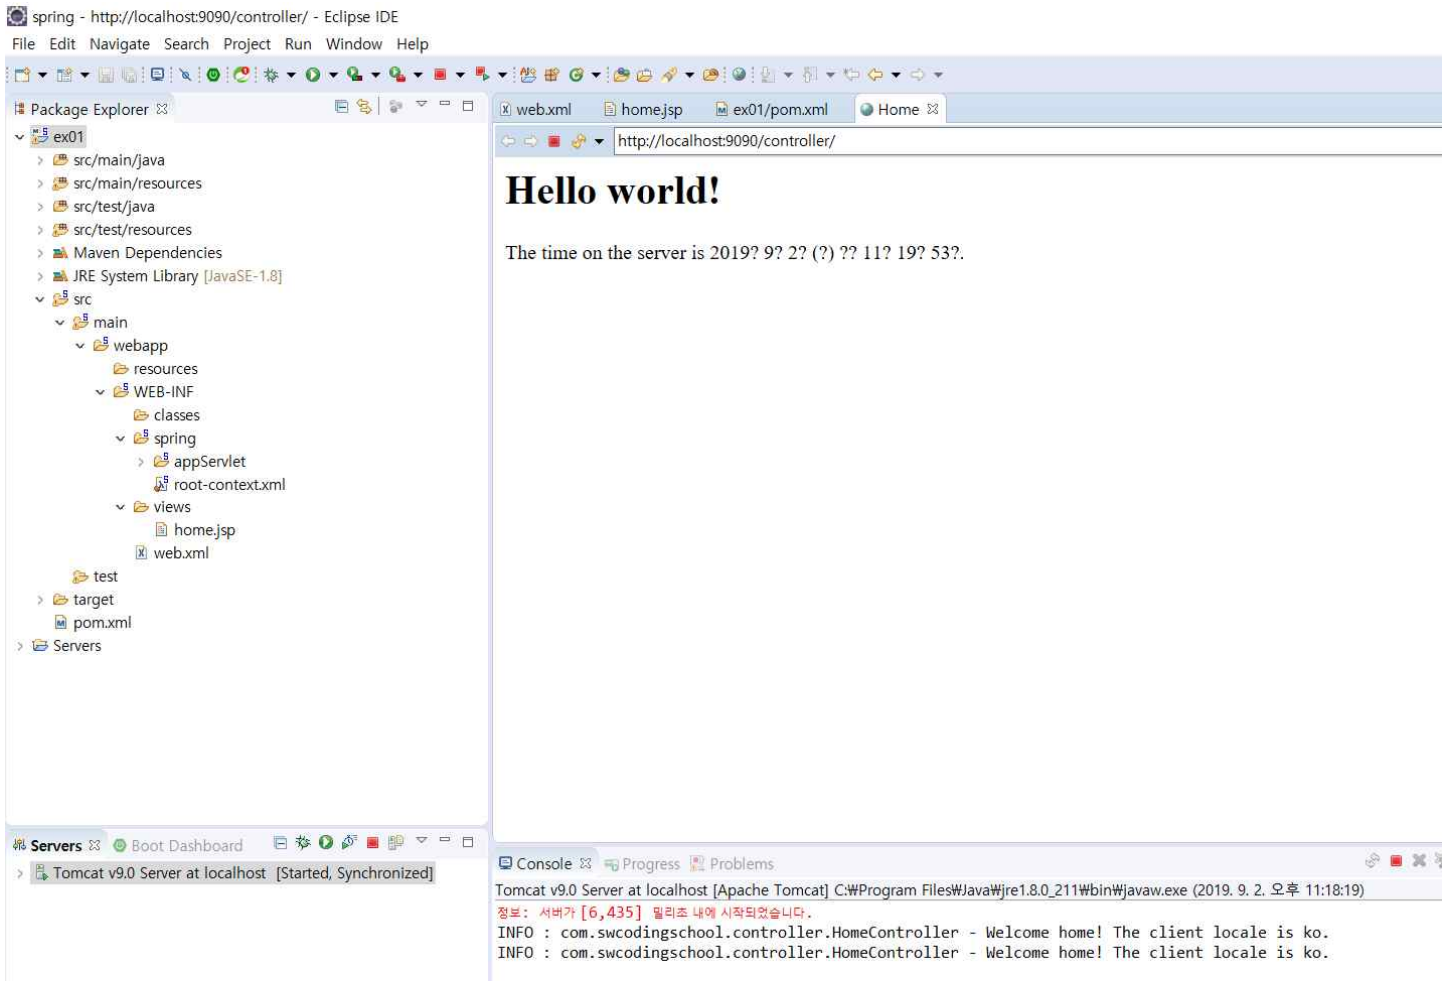 spring - http://localhost:9090/controller/ - Eclipse IDE
File Edit Navigate Search Project Run Window Help
Package Explorer
ex01
src/main/java
src/main/resources
src/test/java
src/test/resources
Maven Dependencies
JRE System Library [JavaSE-1.8]
src
main
webapp
resources
WEB-INF
classes
spring
appServlet
root-context.xml
views
home.jsp
web.xml
test
target
pom.xml
Servers
web.xml home.jsp ex01/pom.xml Home
http://localhost:9090/controller/
Hello world!
The time on the server is 2019? 9? 2? (?) ?? 11? 19? 53?.
Servers Boot Dashboard
Tomcat v9.0 Server at localhost [Started, Synchronized]
Console Progress Problems
Tomcat v9.0 Server at localhost [Apache Tomcat] C:₩Program Files₩Java₩jre1.8.0_211₩bin₩javaw.exe (2019. 9. 2. 오후 11:18:19)
정보: 서버가 [6,435] 밀리초 내에 시작되었습니다.
INFO : com.swcodingschool.controller.HomeController - Welcome home! The client locale is ko.
INFO : com.swcodingschool.controller.HomeController - Welcome home! The client locale is ko.